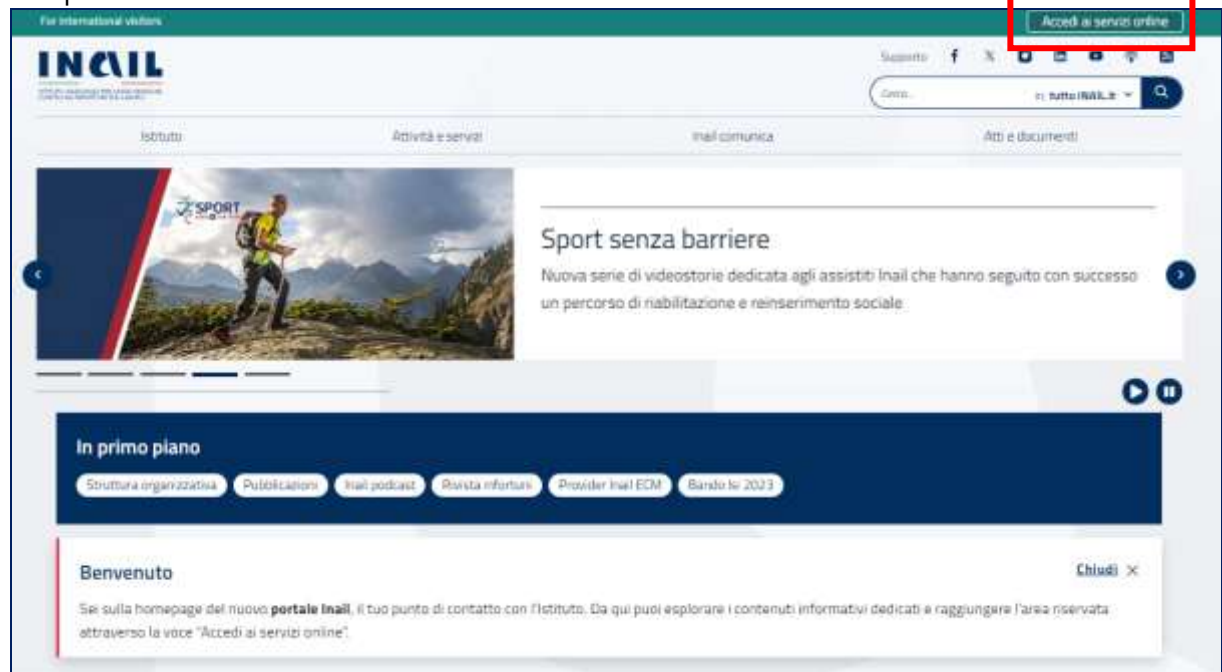 For international visitors
Accedi ai servizi online
INAIL
Supporto
Cerca...
in tutto INAIL.it
Istituto
Attività e servizi
Inail comunica
Atti e documenti
SPORT
Sport senza barriere
Nuova serie di videostorie dedicata agli assistiti Inail che hanno seguito con successo
un percorso di riabilitazione e reinserimento sociale
In primo piano
Struttura organizzativa
Pubblicazioni
Inail podcast
Rivista infortuni
Provider Inail ECM
Bando Isi 2023
Benvenuto
Chiudi
Sei sulla homepage del nuovo portale Inail, il tuo punto di contatto con l'Istituto. Da qui puoi esplorare i contenuti informativi dedicati e raggiungere l'area riservata
attraverso la voce "Accedi ai servizi online".